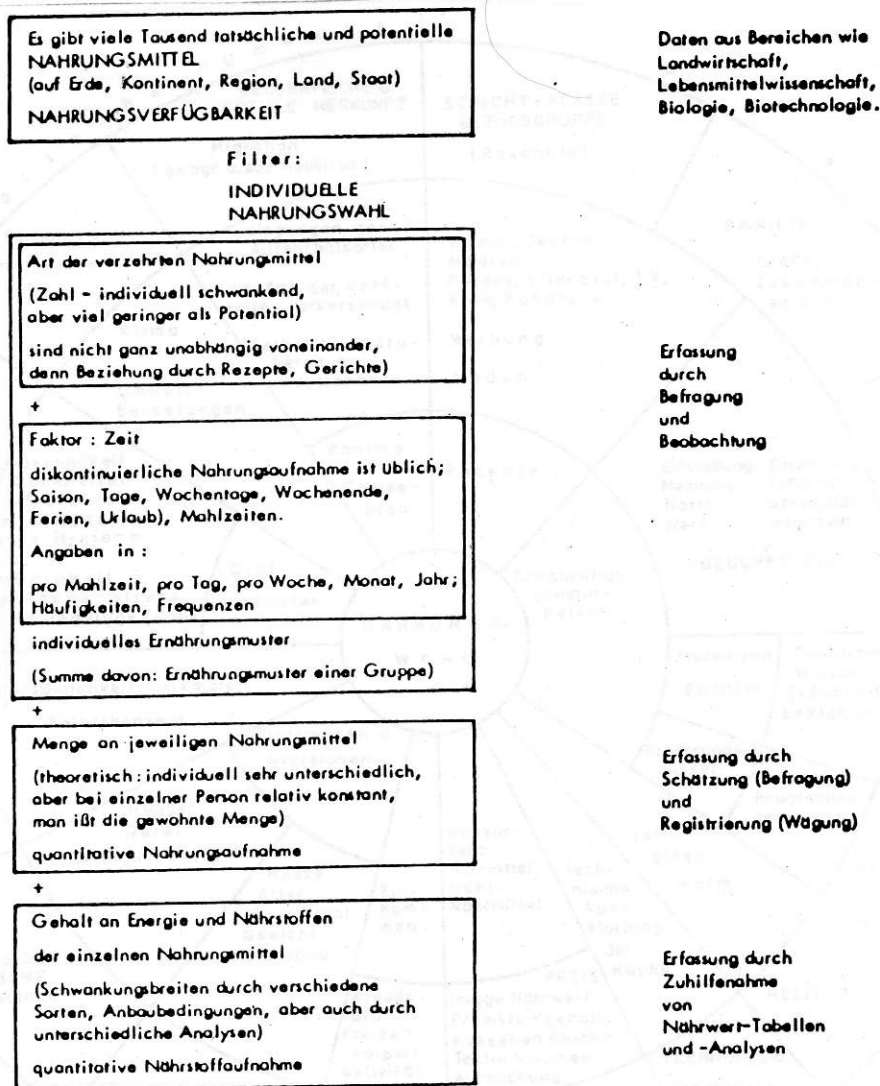 Es gibt viele Tausend tatsächliche und potentielle
NAHRUNGSMITTEL
(auf Erde, Kontinent, Region, Land, Staat)
NAHRUNGSVERFÜGBARKEIT
Daten aus Bereichen wie
Landwirtschaft,
Lebensmittelwissenschaft,
Biologie, Biotechnologie.
Filter:
INDIVIDUELLE
NAHRUNGSWAHL
Art der verzehrten Nahrungsmittel
(Zahl - individuell schwankend,
aber viel geringer als Potential)
sind nicht ganz unabhängig voneinander,
denn Beziehung durch Rezepte, Gerichte)
+
Faktor : Zeit
diskontinuierliche Nahrungsaufnahme ist üblich;
Saison, Tage, Wochentage, Wochenende,
Ferien, Urlaub), Mahlzeiten.
Angaben in :
pro Mahlzeit, pro Tag, pro Woche, Monat, Jahr;
Häufigkeiten, Frequenzen
individuelles Ernährungsmuster
(Summe davon: Ernährungsmuster einer Gruppe)
Erfassung
durch
Befragung
und
Beobachtung
+
Menge an jeweiligen Nahrungsmittel
(theoretisch : individuell sehr unterschiedlich,
aber bei einzelner Person relativ konstant,
man ißt die gewohnte Menge)
quantitative Nahrungsaufnahme
Erfassung durch
Schätzung (Befragung)
und
Registrierung (Wägung)
+
Gehalt an Energie und Nährstoffen
der einzelnen Nahrungsmittel
(Schwankungsbreiten durch verschiedene
Sorten, Anbaubedingungen, aber auch durch
unterschiedliche Analysen)
quantitative Nährstoffaufnahme
Erfassung durch
Zuhilfenahme
von
Nährwert-Tabellen
und -Analysen